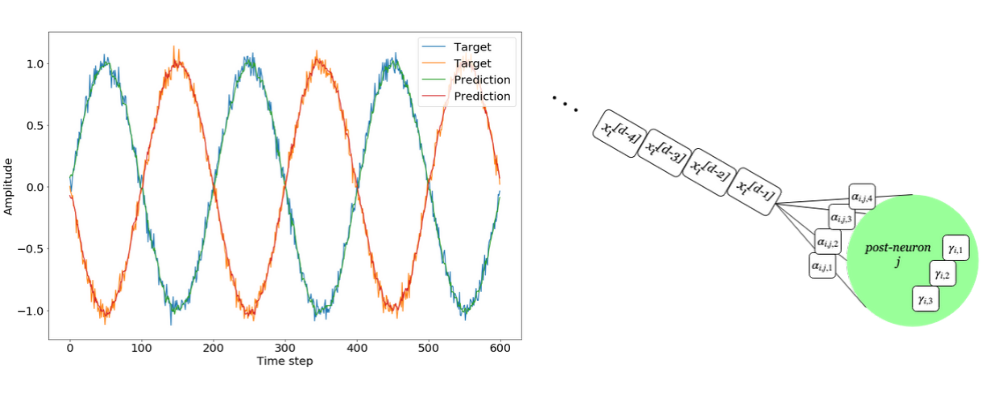 Target
Target
Prediction
Prediction
1.0
0.5
0.0
−0.5
−1.0
Amplitude
0
100
200
300
400
500
600
Time step
x_i[d-4]
x_i[d-3]
x_i[d-2]
x_i[d-1]
α_{i,j,4}
α_{i,j,3}
α_{i,j,2}
α_{i,j,1}
post-neuron
j
γ_{i,1}
γ_{i,2}
γ_{i,3}